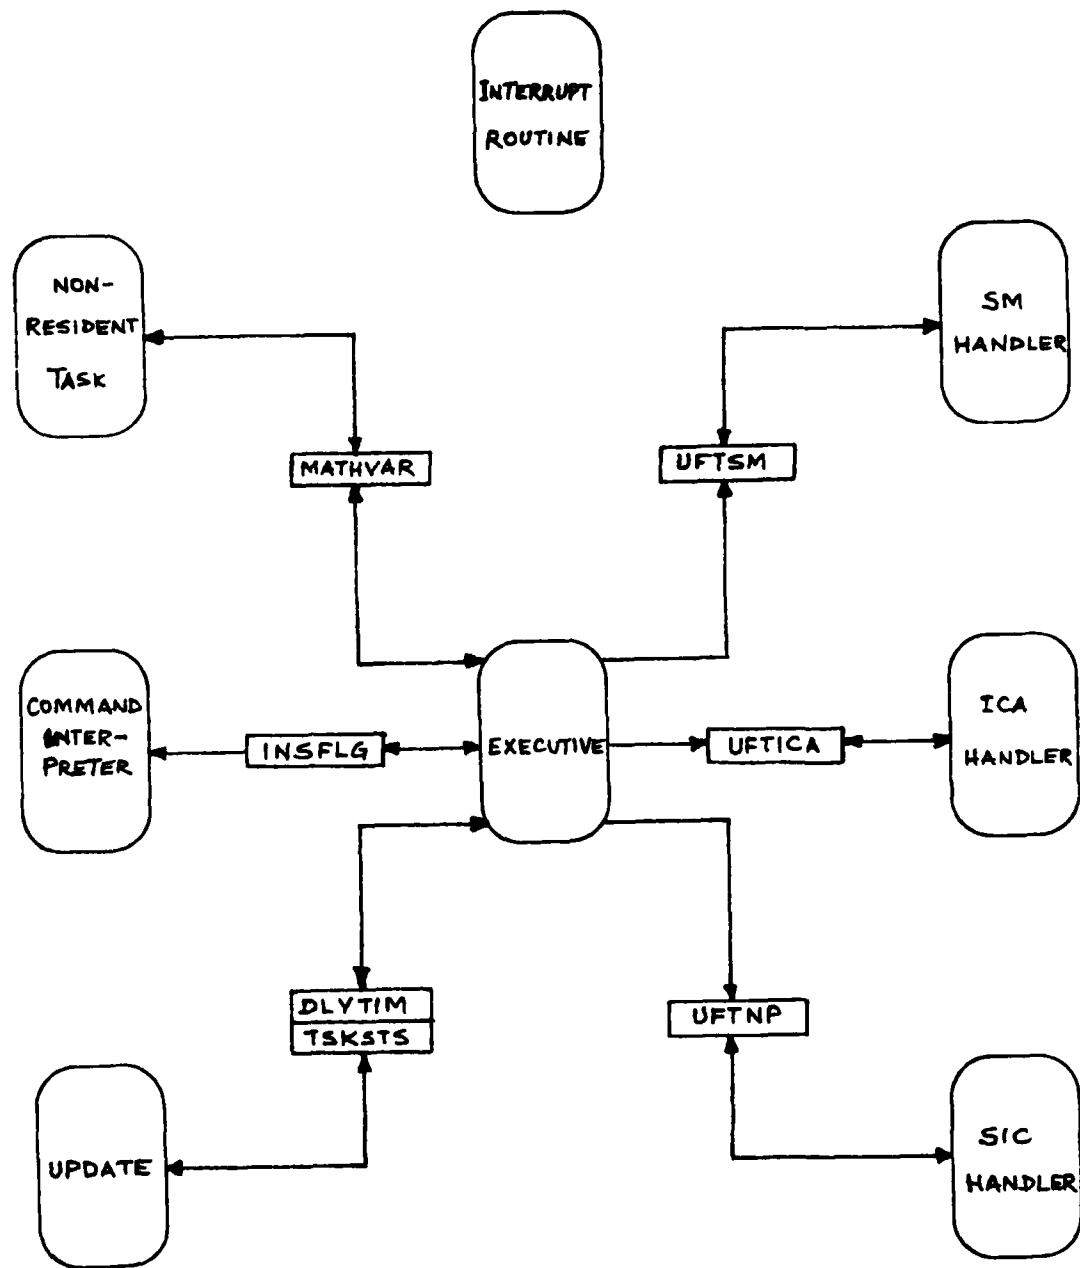 INTERRUPT
ROUTINE
NON-
RESIDENT
TASK
SM
HANDLER
MATHVAR
UFTSM
COMMAND
INTER-
PRETER
INSFLG
EXECUTIVE
UFTICA
ICA
HANDLER
DLYTIM
TSKSTS
UFTNP
UPDATE
SIC
HANDLER